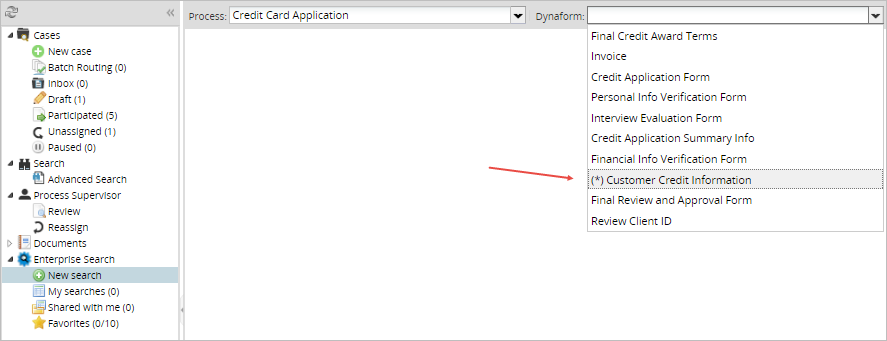 Process: Credit Card Application Dynaform:
Cases
New case
Batch Routing (0)
Inbox (0)
Draft (1)
Participated (5)
Unassigned (1)
Paused (0)
Search
Advanced Search
Process Supervisor
Review
Reassign
Documents
Enterprise Search
New search
My searches (0)
Shared with me (0)
Favorites (0/10)
Final Credit Award Terms
Invoice
Credit Application Form
Personal Info Verification Form
Interview Evaluation Form
Credit Application Summary Info
Financial Info Verification Form
(*) Customer Credit Information
Final Review and Approval Form
Review Client ID